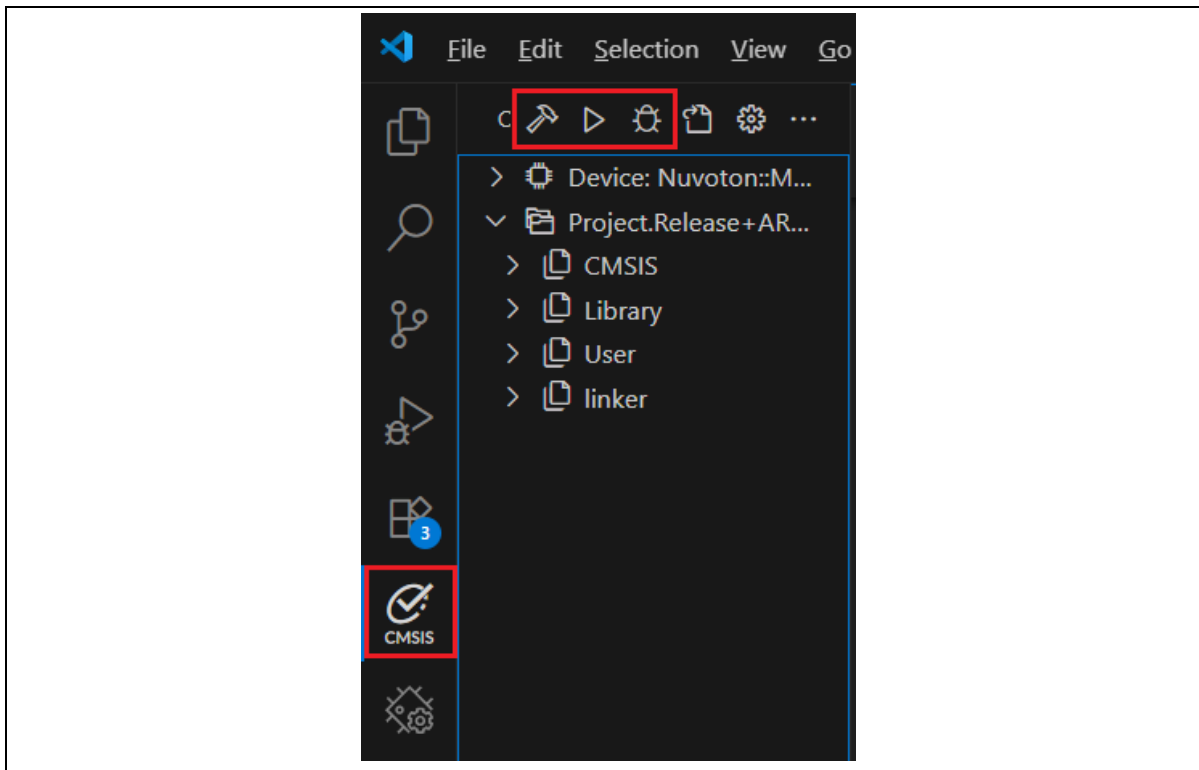 File Edit Selection View Go
C
Device: Nuvoton::M...
Project.Release+AR...
CMSIS
Library
User
linker
3
CMSIS